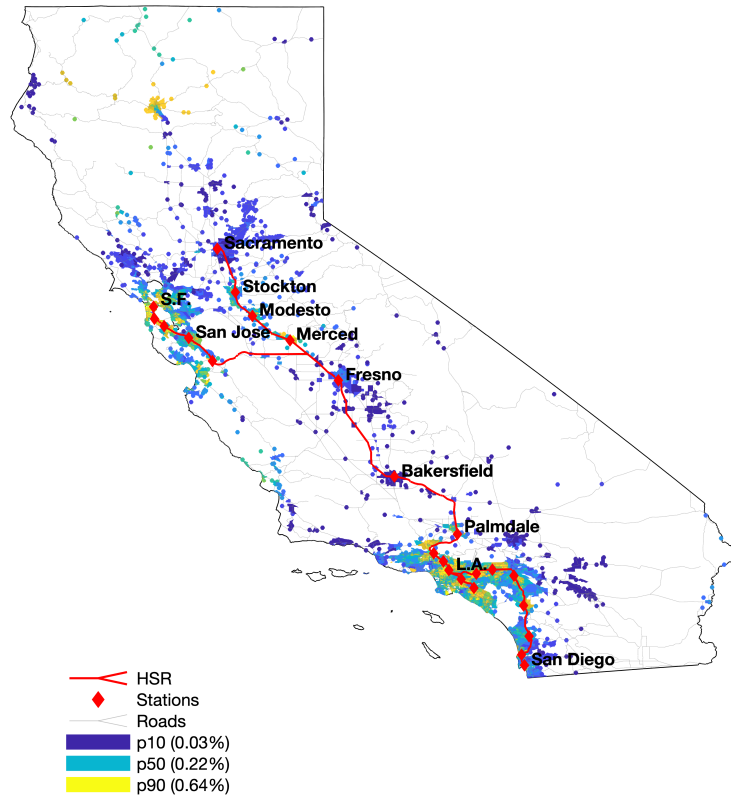 Sacramento
Stockton
S.F.
Modesto
San Jose
Merced
Fresno
Bakersfield
Palmdale
L.A.
San Diego
HSR
Stations
Roads
p10 (0.03%)
p50 (0.22%)
p90 (0.64%)